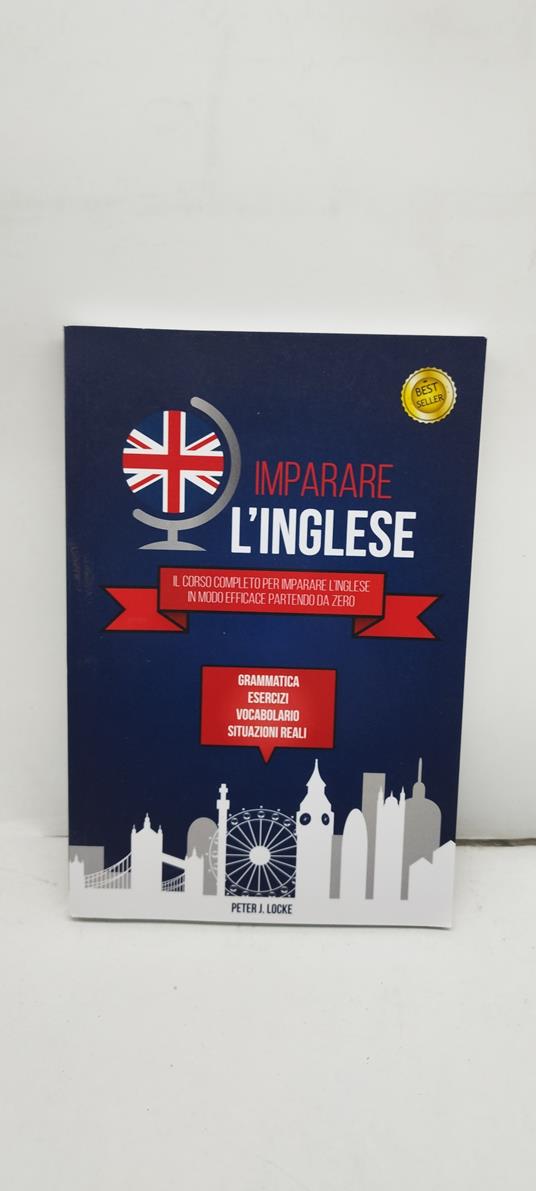 BEST
SELLER
IMPARARE
L'INGLESE
IL CORSO COMPLETO PER IMPARARE L'INGLESE
IN MODO EFFICACE PARTENDO DA ZERO
GRAMMATICA
ESERCIZI
VOCABOLARIO
SITUAZIONI REALI
PETER J. LOCKE